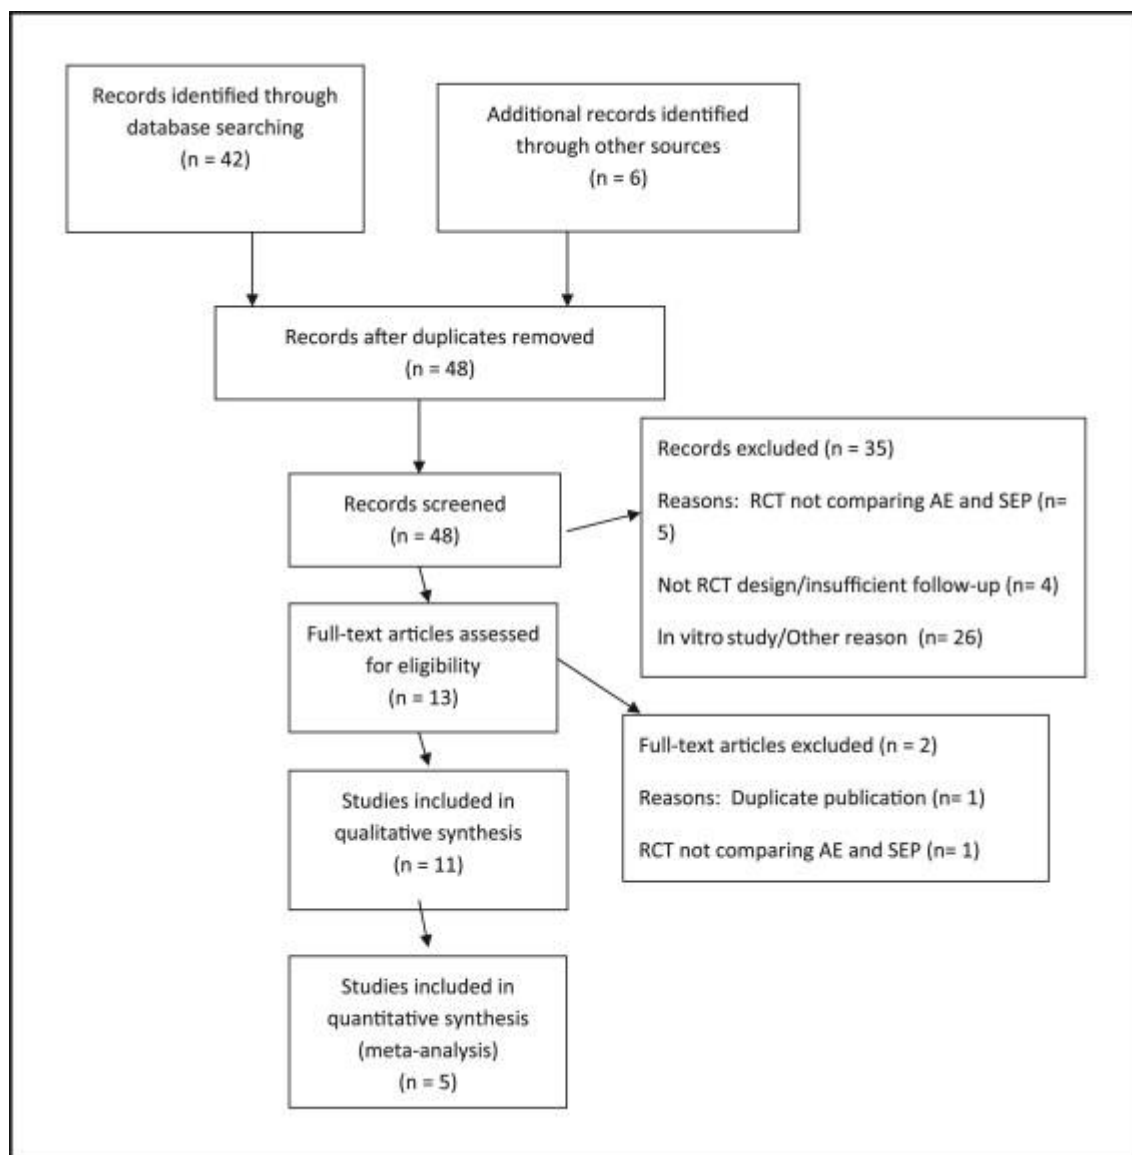 Records identified through
database searching
(n = 42)
Additional records identified
through other sources
(n = 6)
Records after duplicates removed
(n = 48)
Records screened
(n = 48)
Records excluded (n = 35)
Reasons:  RCT not comparing AE and SEP (n=
5)
Not RCT design/insufficient follow-up (n= 4)
In vitro study/Other reason  (n= 26)
Full-text articles assessed
for eligibility
(n = 13)
Full-text articles excluded (n = 2)
Reasons:  Duplicate publication (n= 1)
RCT not comparing AE and SEP (n= 1)
Studies included in
qualitative synthesis
(n = 11)
Studies included in
quantitative synthesis
(meta-analysis)
(n = 5)